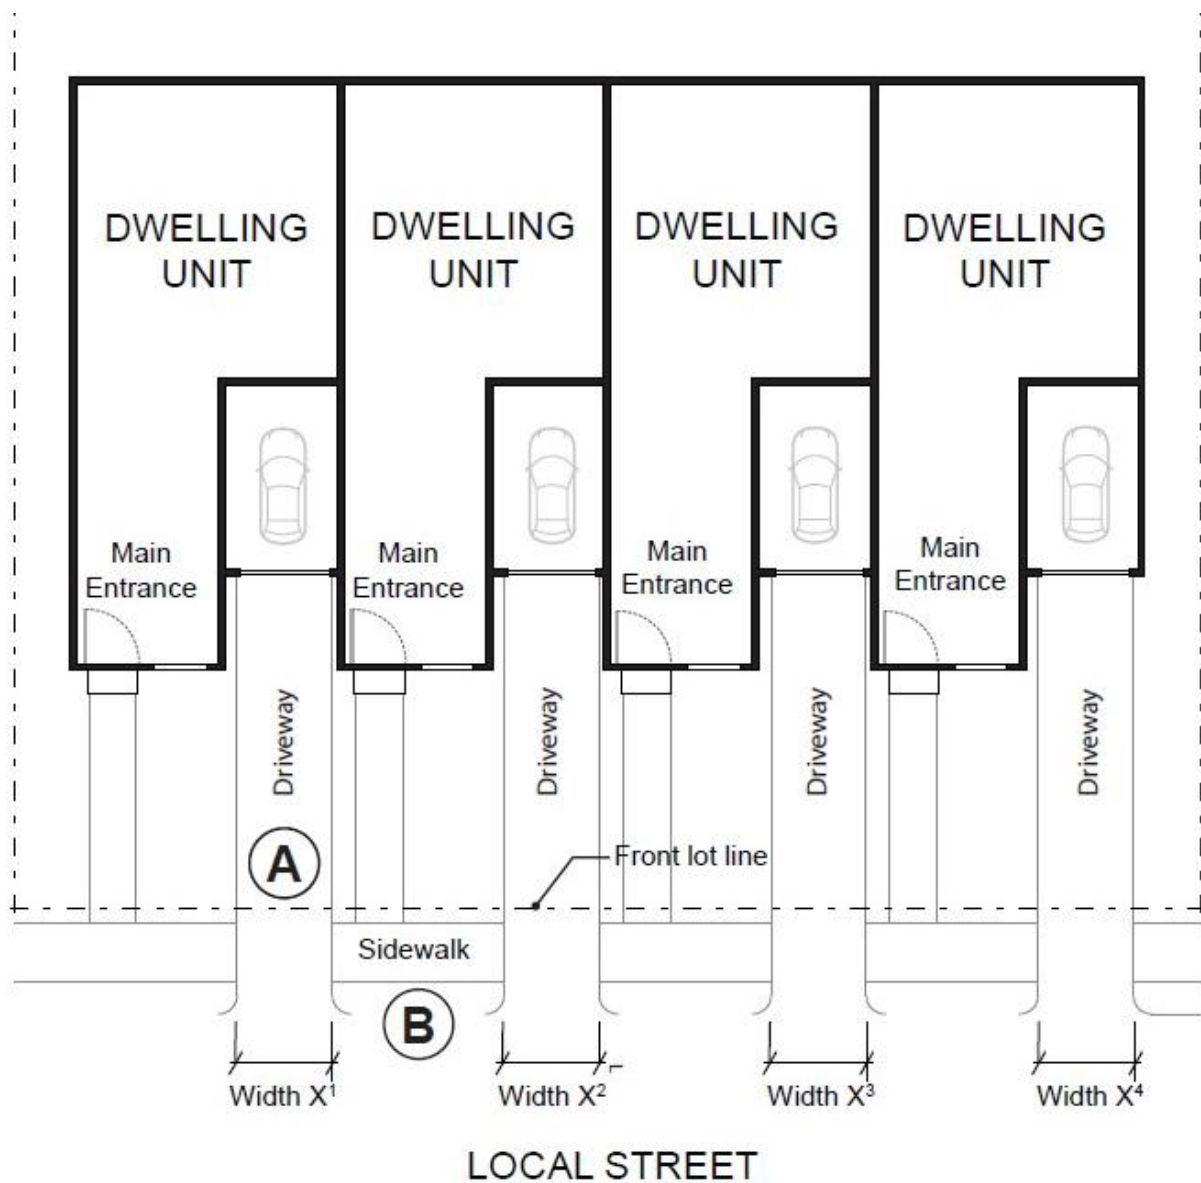 DWELLING
UNIT
DWELLING
UNIT
DWELLING
UNIT
DWELLING
UNIT
Main
Entrance
Main
Entrance
Main
Entrance
Main
Entrance
Driveway
Driveway
Driveway
Driveway
A
Front lot line
Sidewalk
B
Width X¹
Width X²
Width X³
Width X⁴
LOCAL STREET